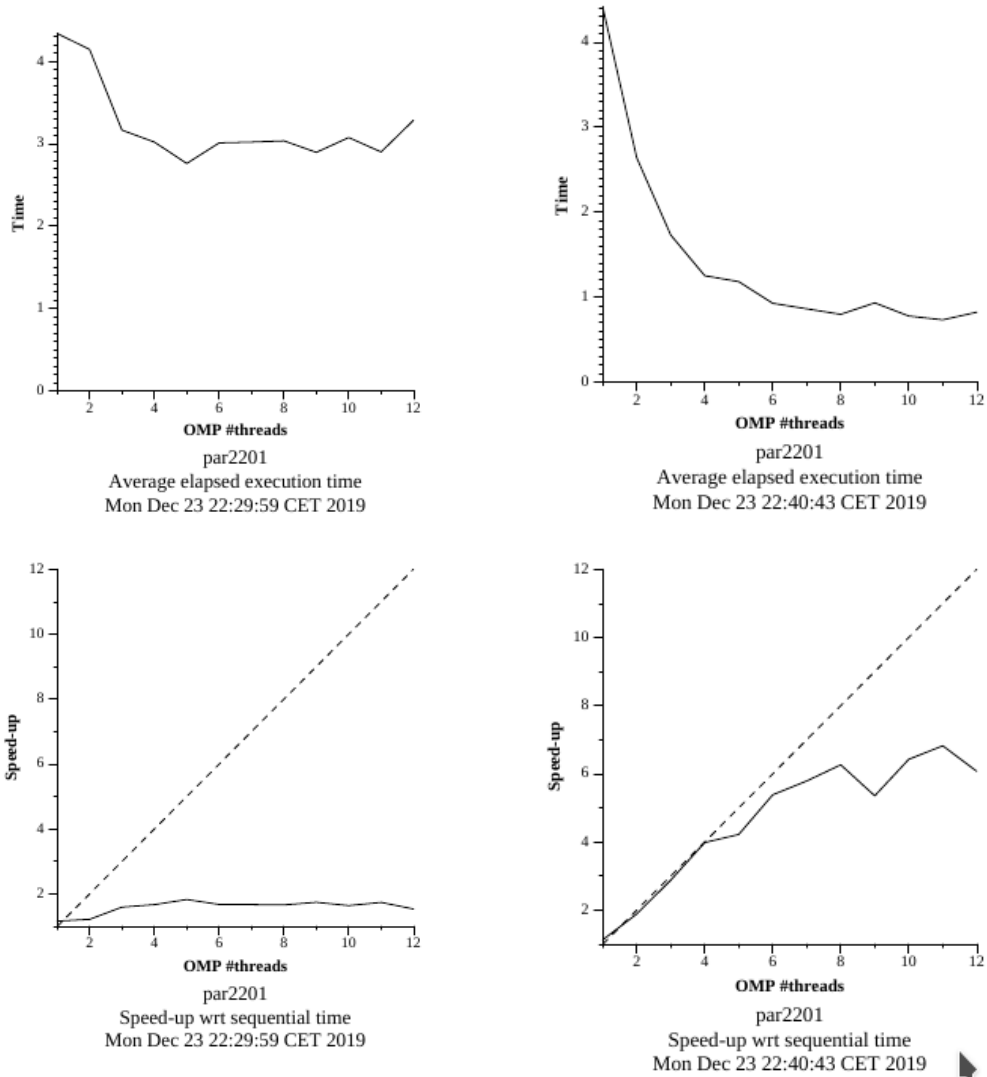 4
3
2
1
0
Time
2
4
6
8
10
12
OMP #threads
par2201
Average elapsed execution time
Mon Dec 23 22:29:59 CET 2019
4
3
2
1
0
Time
2
4
6
8
10
12
OMP #threads
par2201
Average elapsed execution time
Mon Dec 23 22:40:43 CET 2019
12
10
8
6
4
2
Speed-up
2
4
6
8
10
12
OMP #threads
par2201
Speed-up wrt sequential time
Mon Dec 23 22:29:59 CET 2019
12
10
8
6
4
2
Speed-up
2
4
6
8
10
12
OMP #threads
par2201
Speed-up wrt sequential time
Mon Dec 23 22:40:43 CET 2019